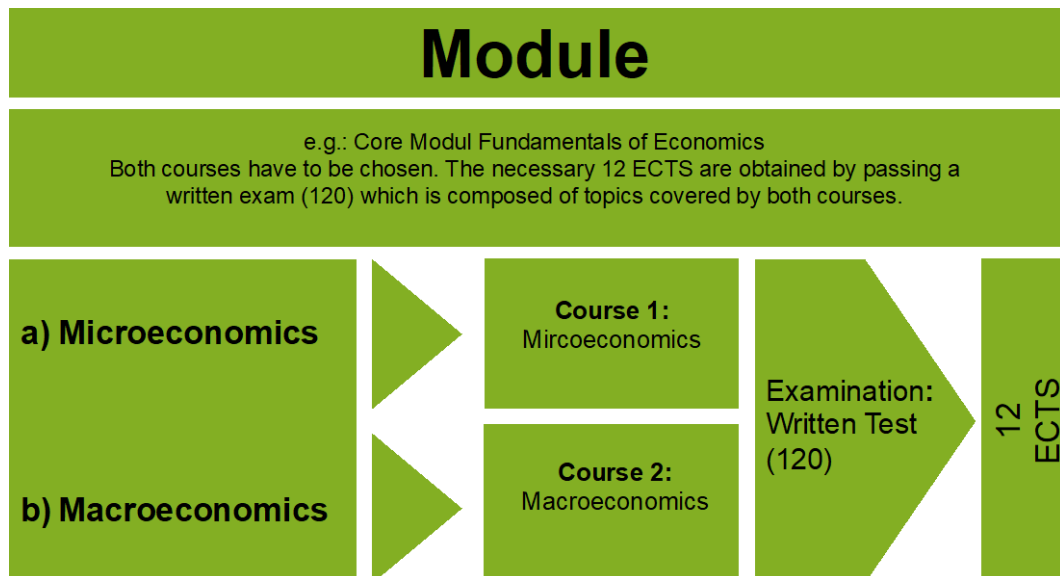 Module
e.g.: Core Modul Fundamentals of Economics
Both courses have to be chosen. The necessary 12 ECTS are obtained by passing a
written exam (120) which is composed of topics covered by both courses.
a) Microeconomics
Course 1:
Mircoeconomics
b) Macroeconomics
Course 2:
Macroeconomics
Examination:
Written Test
(120)
12
ECTS